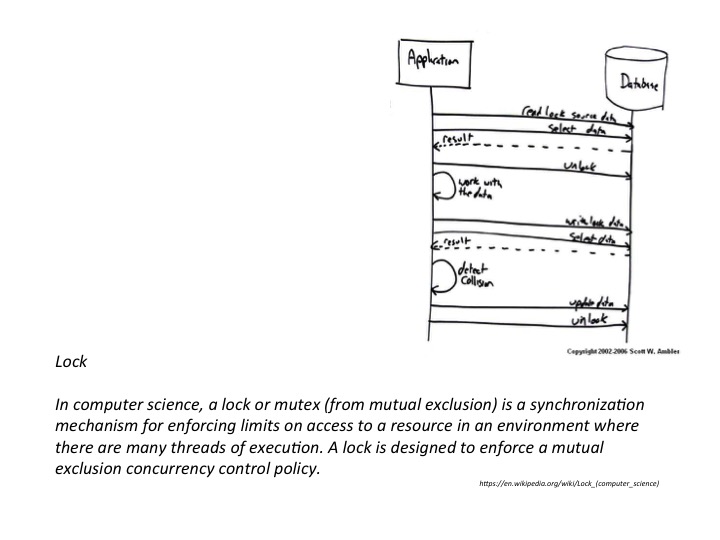 Application
Database
read lock source data
select data
result
unlock
work with
the data
write lock data
select data
result
detect
collision
update data
unlock
Copyright 2002-2006 Scott W. Ambler
Lock
In computer science, a lock or mutex (from mutual exclusion) is a synchronization
mechanism for enforcing limits on access to a resource in an environment where
there are many threads of execution. A lock is designed to enforce a mutual
exclusion concurrency control policy.
https://en.wikipedia.org/wiki/Lock_(computer_science)